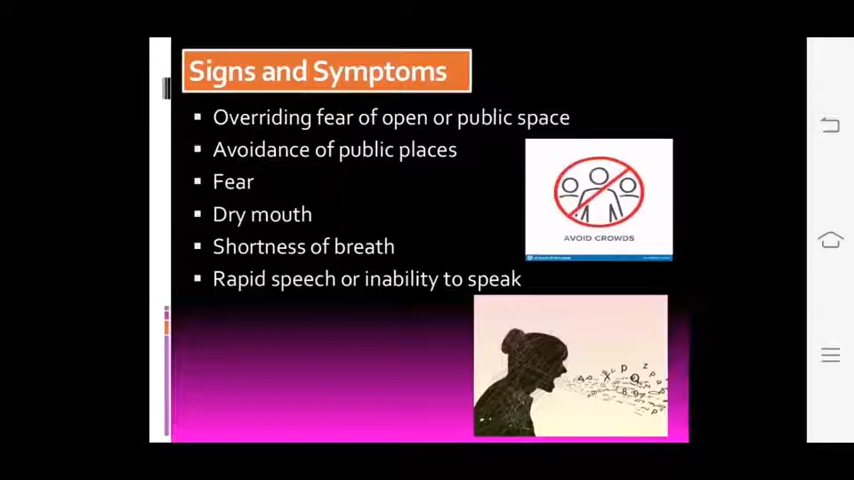 Signs and Symptoms
Overriding fear of open or public space
Avoidance of public places
Fear
Dry mouth
Shortness of breath
Rapid speech or inability to speak
AVOID CROWDS